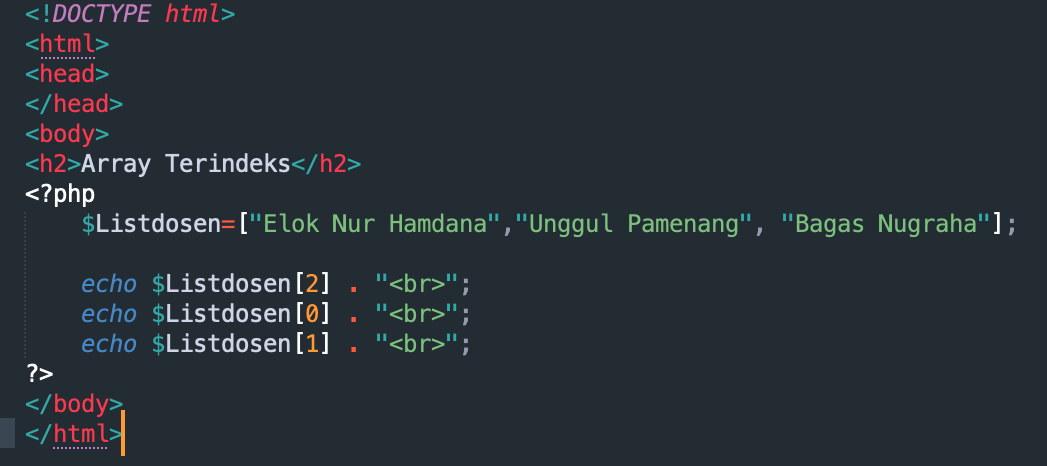 <!DOCTYPE html>
<html>
<head>
</head>
<body>
<h2>Array Terindeks</h2>
<?php
    $Listdosen=["Elok Nur Hamdana","Unggul Pamenang", "Bagas Nugraha"];

    echo $Listdosen[2] . "<br>";
    echo $Listdosen[0] . "<br>";
    echo $Listdosen[1] . "<br>";
?>
</body>
</html>